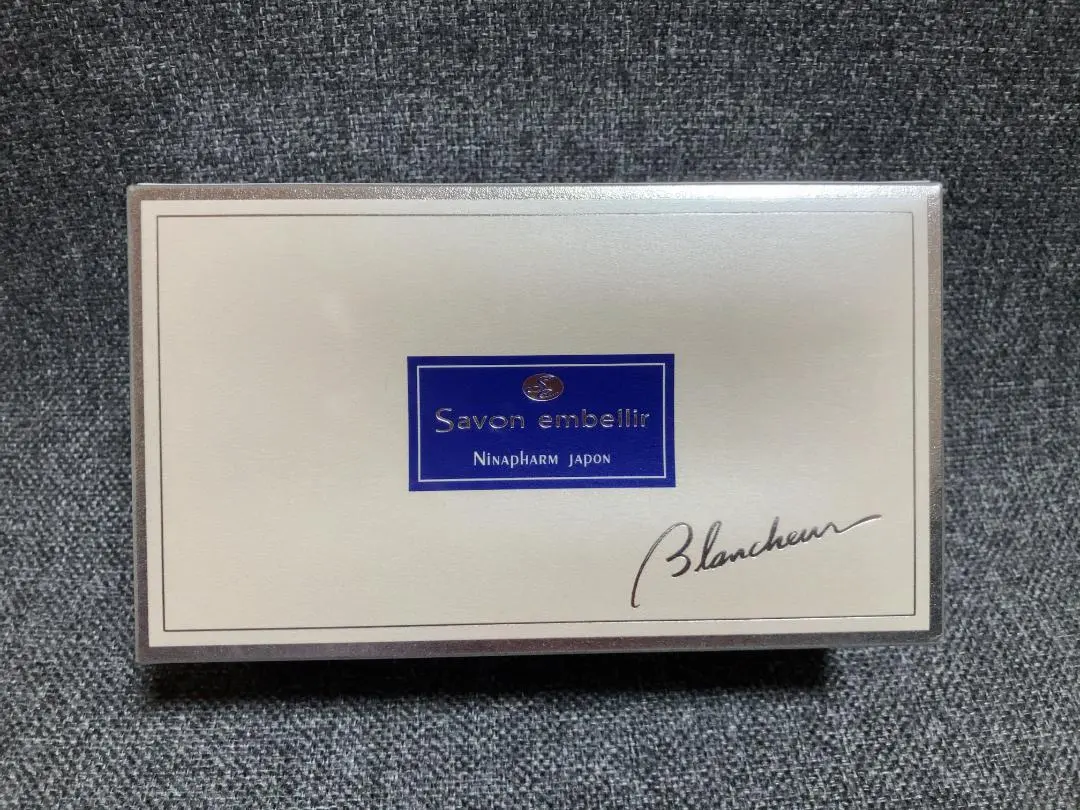 Savon embellir
Ninapharm japon
Blancheur